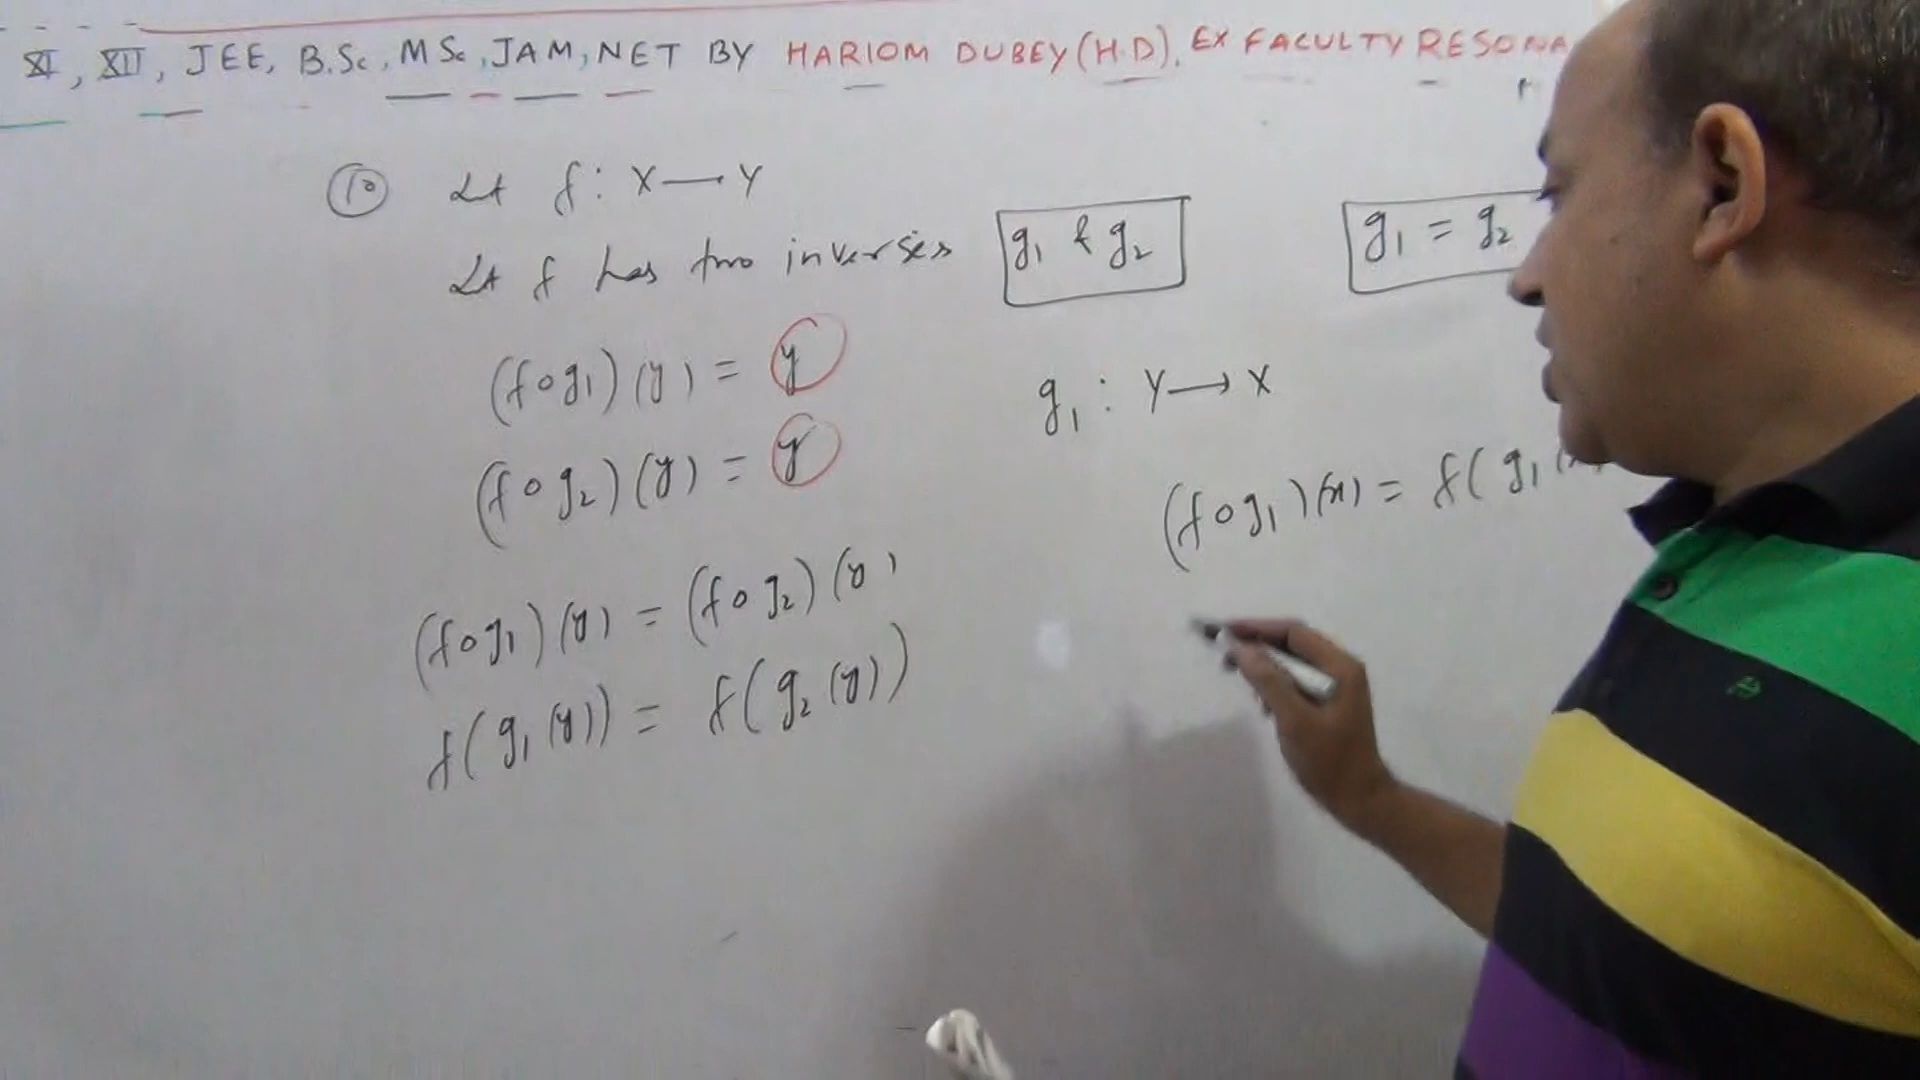 XI, XII, JEE, B.Sc, MSc, JAM, NET BY HARIOM DUBEY (H.D), EX FACULTY RESONA
⑩ Let f : X — Y
Let f has two inverses g₁ & g₂ g₁ = g₂
(f o g₁)(y) = y
g₁ : Y → X
(f o g₂)(y) = y
(f o g₁)(x) = f(g₁(
(f o g₁)(y) = (f o g₂)(y)
f(g₁(y)) = f(g₂(y))